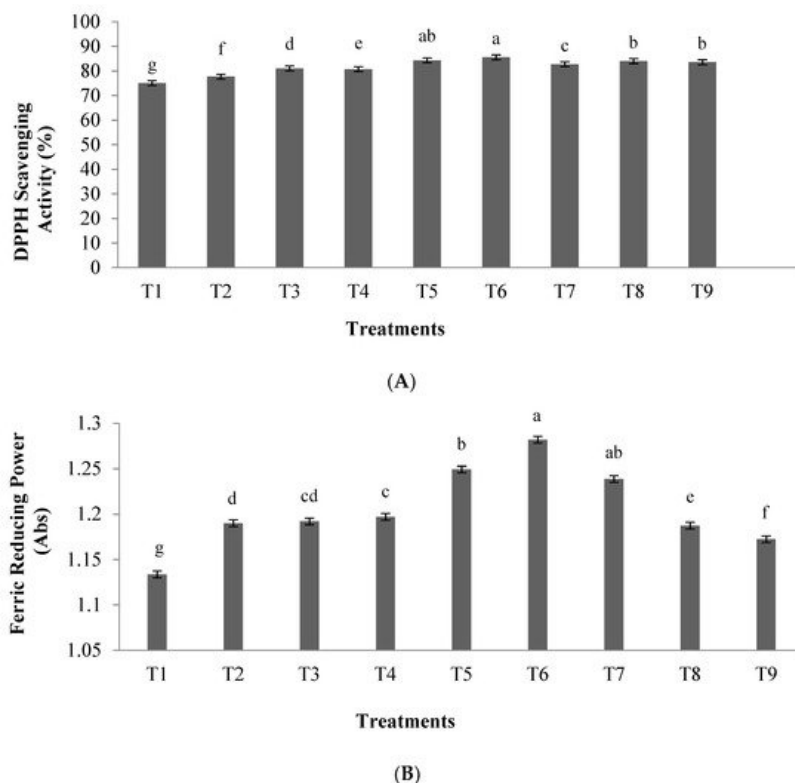 100
90
80
70
60
50
40
30
20
10
0
DPPH Scavenging
Activity (%)
g f d e ab a c b b
T1 T2 T3 T4 T5 T6 T7 T8 T9
Treatments
(A)
1.3
1.25
1.2
1.15
1.1
1.05
Ferric Reducing Power
(Abs)
g d cd c b a ab e f
T1 T2 T3 T4 T5 T6 T7 T8 T9
Treatments
(B)